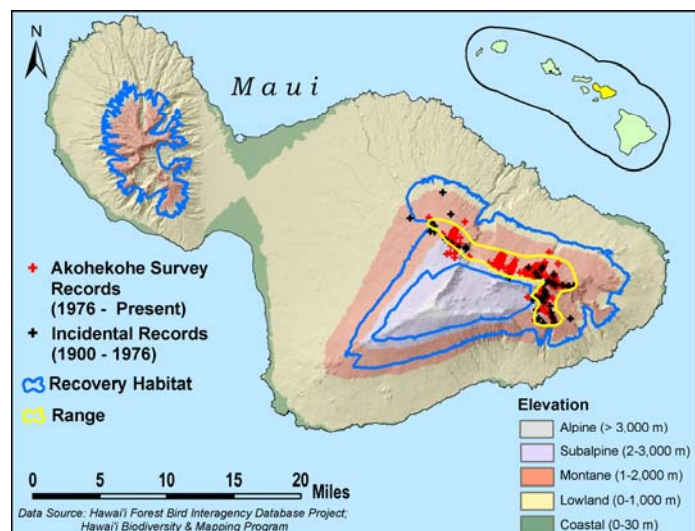 N
Maui
Akohekohe Survey
Records
(1976 - Present)
Incidental Records
(1900 - 1976)
Recovery Habitat
Range
0 5 10 15 20
Miles
Data Source: Hawai'i Forest Bird Interagency Database Project;
Hawai'i Biodiversity & Mapping Program
Elevation
Alpine (> 3,000 m)
Subalpine (2-3,000 m)
Montane (1-2,000 m)
Lowland (0-1,000 m)
Coastal (0-30 m)